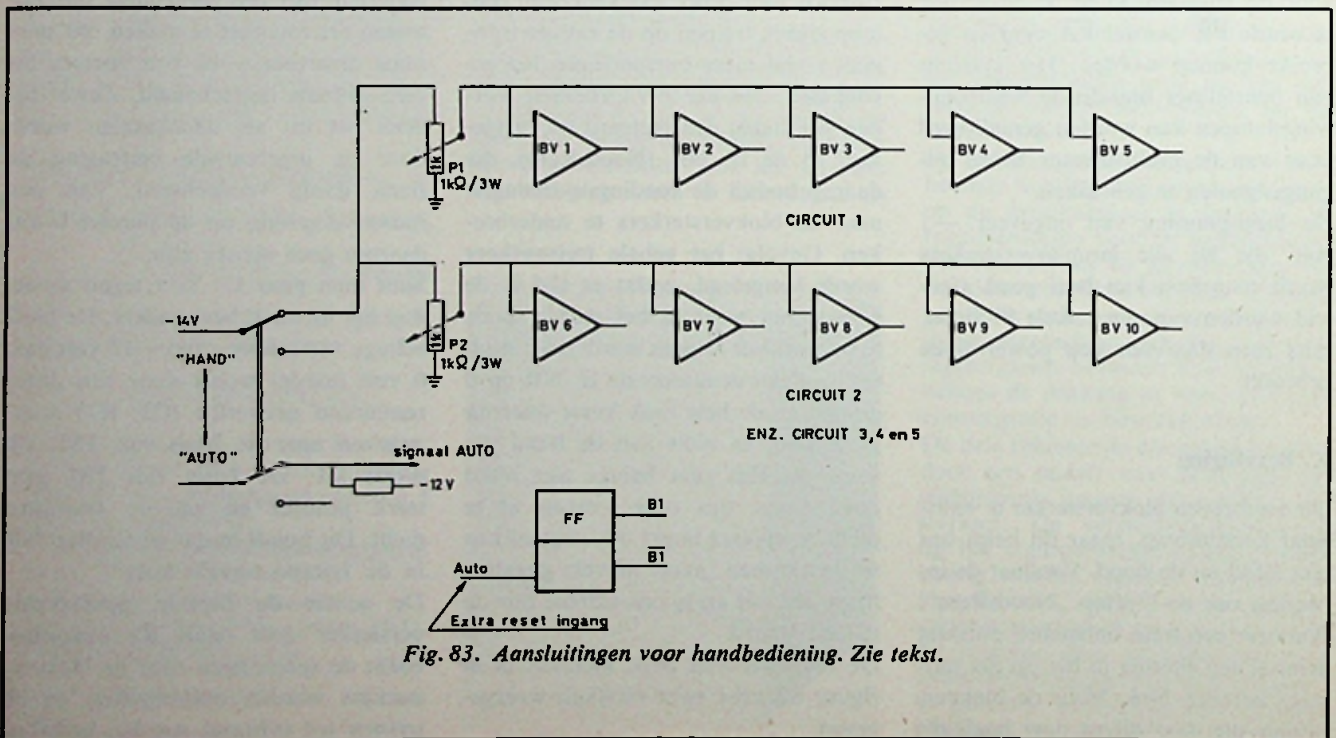 1k
P1
1kΩ/3W
BV 1
BV 2
BV 3
BV 4
BV 5
CIRCUIT 1
1k
P2
1kΩ/3W
BV 6
BV 7
BV 8
BV 9
BV 10
CIRCUIT 2
ENZ. CIRCUIT 3,4 en 5
14V
"HAND"
"AUTO"
signaal AUTO
-12V
FF
B1
B1̅
Auto
Extra reset ingang
Fig. 83. Aansluitingen voor handbediening. Zie tekst.